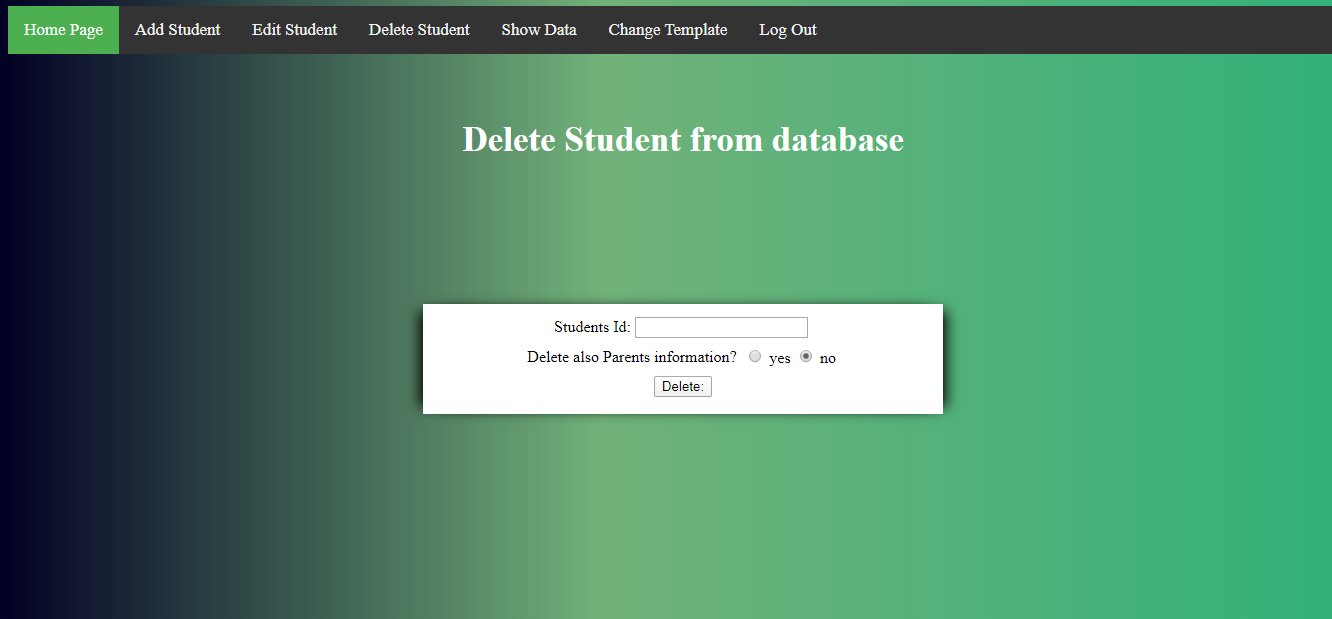 Home Page Add Student Edit Student Delete Student Show Data Change Template Log Out
Delete Student from database
Students Id:
Delete also Parents information? yes no
Delete: